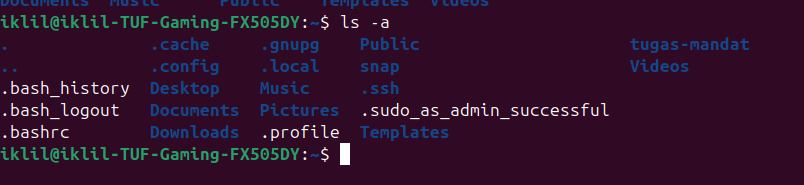 Documents Music Public Templates Videos
iklil@iklil-TUF-Gaming-FX505DY:~$ ls -a
. .cache .gnupg Public tugas-mandat
.. .config .local snap Videos
.bash_history Desktop Music .ssh
.bash_logout Documents Pictures .sudo_as_admin_successful
.bashrc Downloads .profile Templates
iklil@iklil-TUF-Gaming-FX505DY:~$